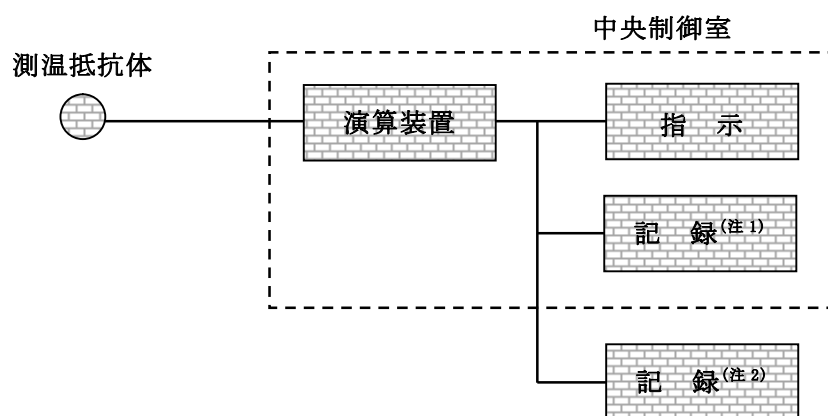 中央制御室
測温抵抗体
演算装置
指 示
記 録(注1)
記 録(注2)